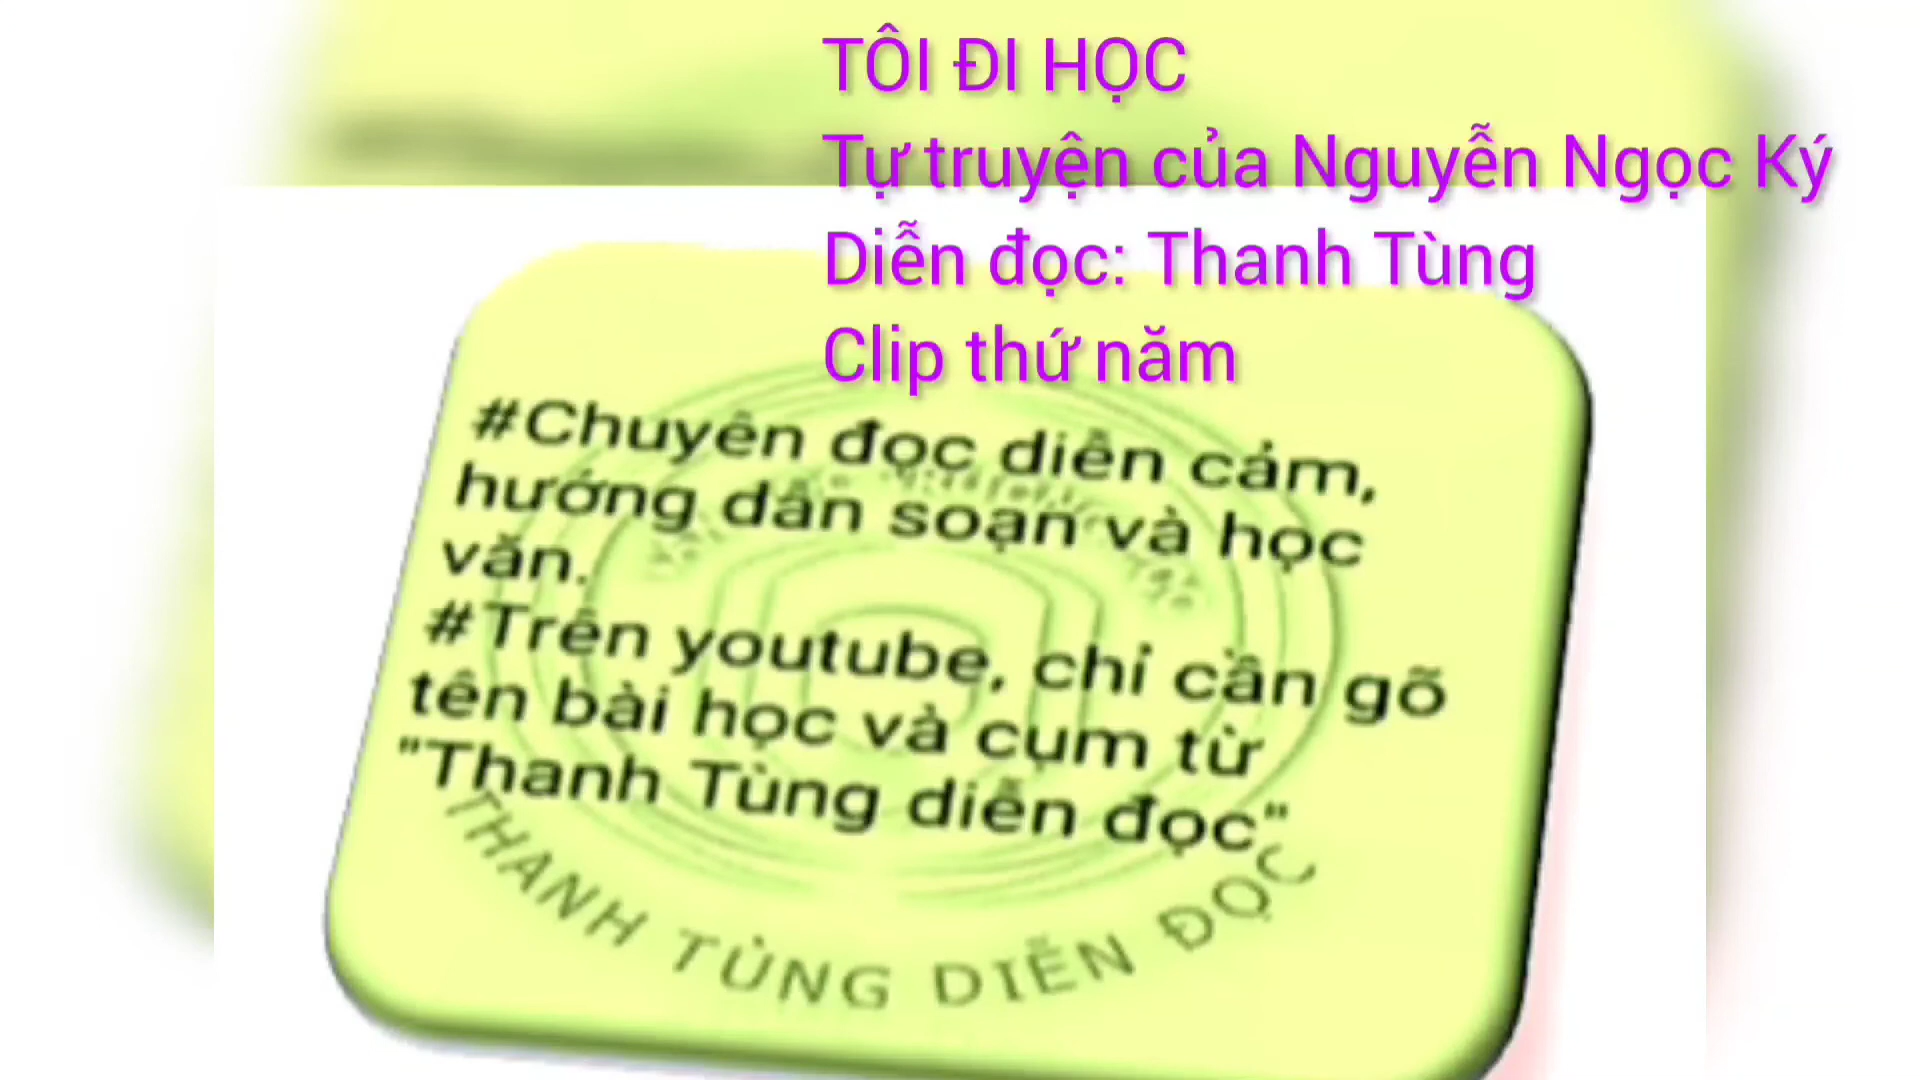 TÔI ĐI HỌC
Tự truyện của Nguyễn Ngọc Ký
Diễn đọc: Thanh Tùng
Clip thứ năm
#Chuyên đọc diễn cảm,
hướng dẫn soạn và học
văn.
#Trên youtube, chỉ cần gõ
tên bài học và cụm từ
"Thanh Tùng diễn đọc"
THANH TÙNG DIỄN ĐỌC